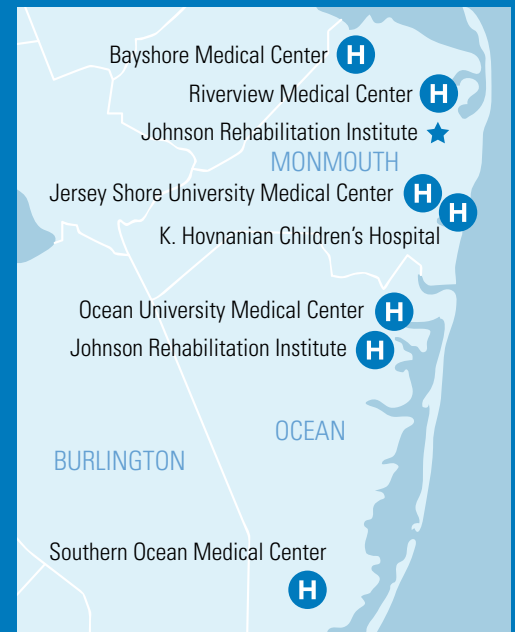 Bayshore Medical Center H
Riverview Medical Center H
Johnson Rehabilitation Institute
MONMOUTH
Jersey Shore University Medical Center H
H
K. Hovnanian Children's Hospital
Ocean University Medical Center H
Johnson Rehabilitation Institute H
OCEAN
BURLINGTON
Southern Ocean Medical Center
H